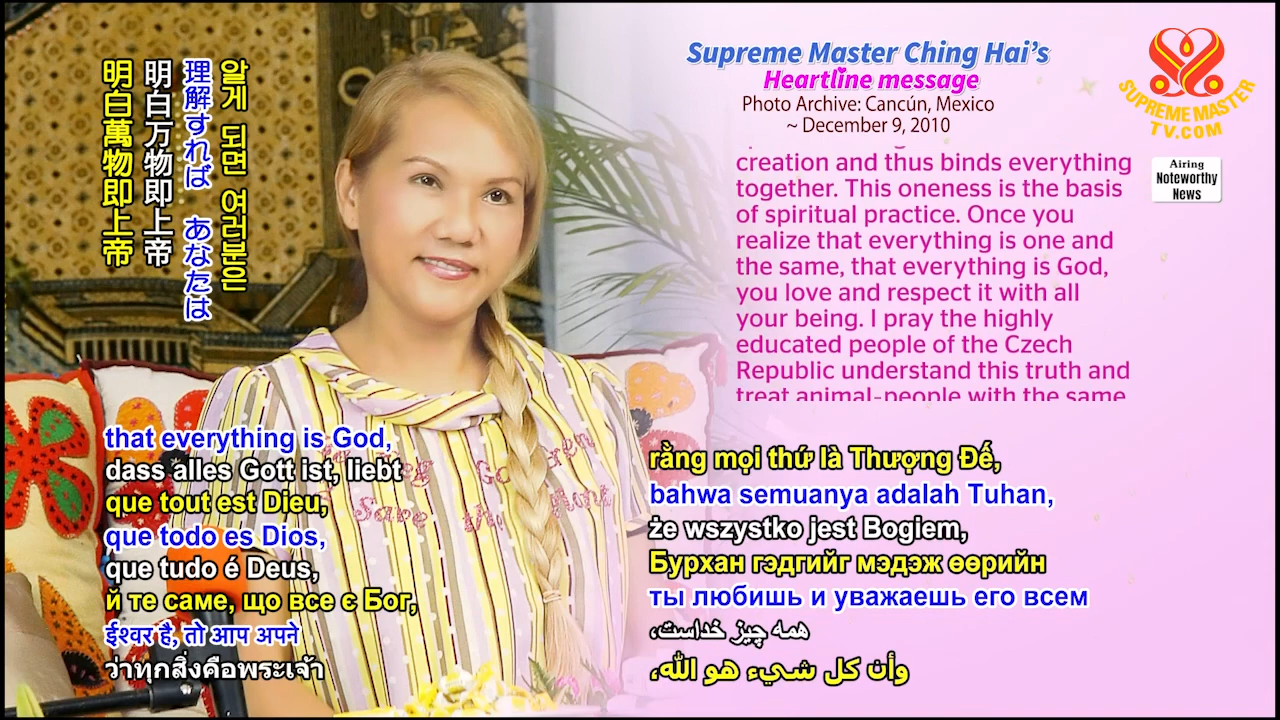 알게 되면 여러분은
理解すれば あなたは
明白万物即上帝
明白萬物即上帝
Supreme Master Ching Hai's
Heartline message
Photo Archive: Cancún, Mexico
~ December 9, 2010
SUPREME MASTER
TV.COM
Airing
Noteworthy
News
creation and thus binds everything
together. This oneness is the basis
of spiritual practice. Once you
realize that everything is one and
the same, that everything is God,
you love and respect it with all
your being. I pray the highly
educated people of the Czech
Republic understand this truth and
treat animal-people with the same
that everything is God,
dass alles Gott ist, liebt
que tout est Dieu,
que todo es Dios,
que tudo é Deus,
й те саме, що все є Бог,
ईश्वर है, तो आप अपने
ว่าทุกสิ่งคือพระเจ้า
rằng mọi thứ là Thượng Đế,
bahwa semuanya adalah Tuhan,
że wszystko jest Bogiem,
Бурхан гэдгийг мэдэж өөрийн
ты любишь и уважаешь его всем
همه چیز خداست،
وأن كل شيء هو الله،
Save the